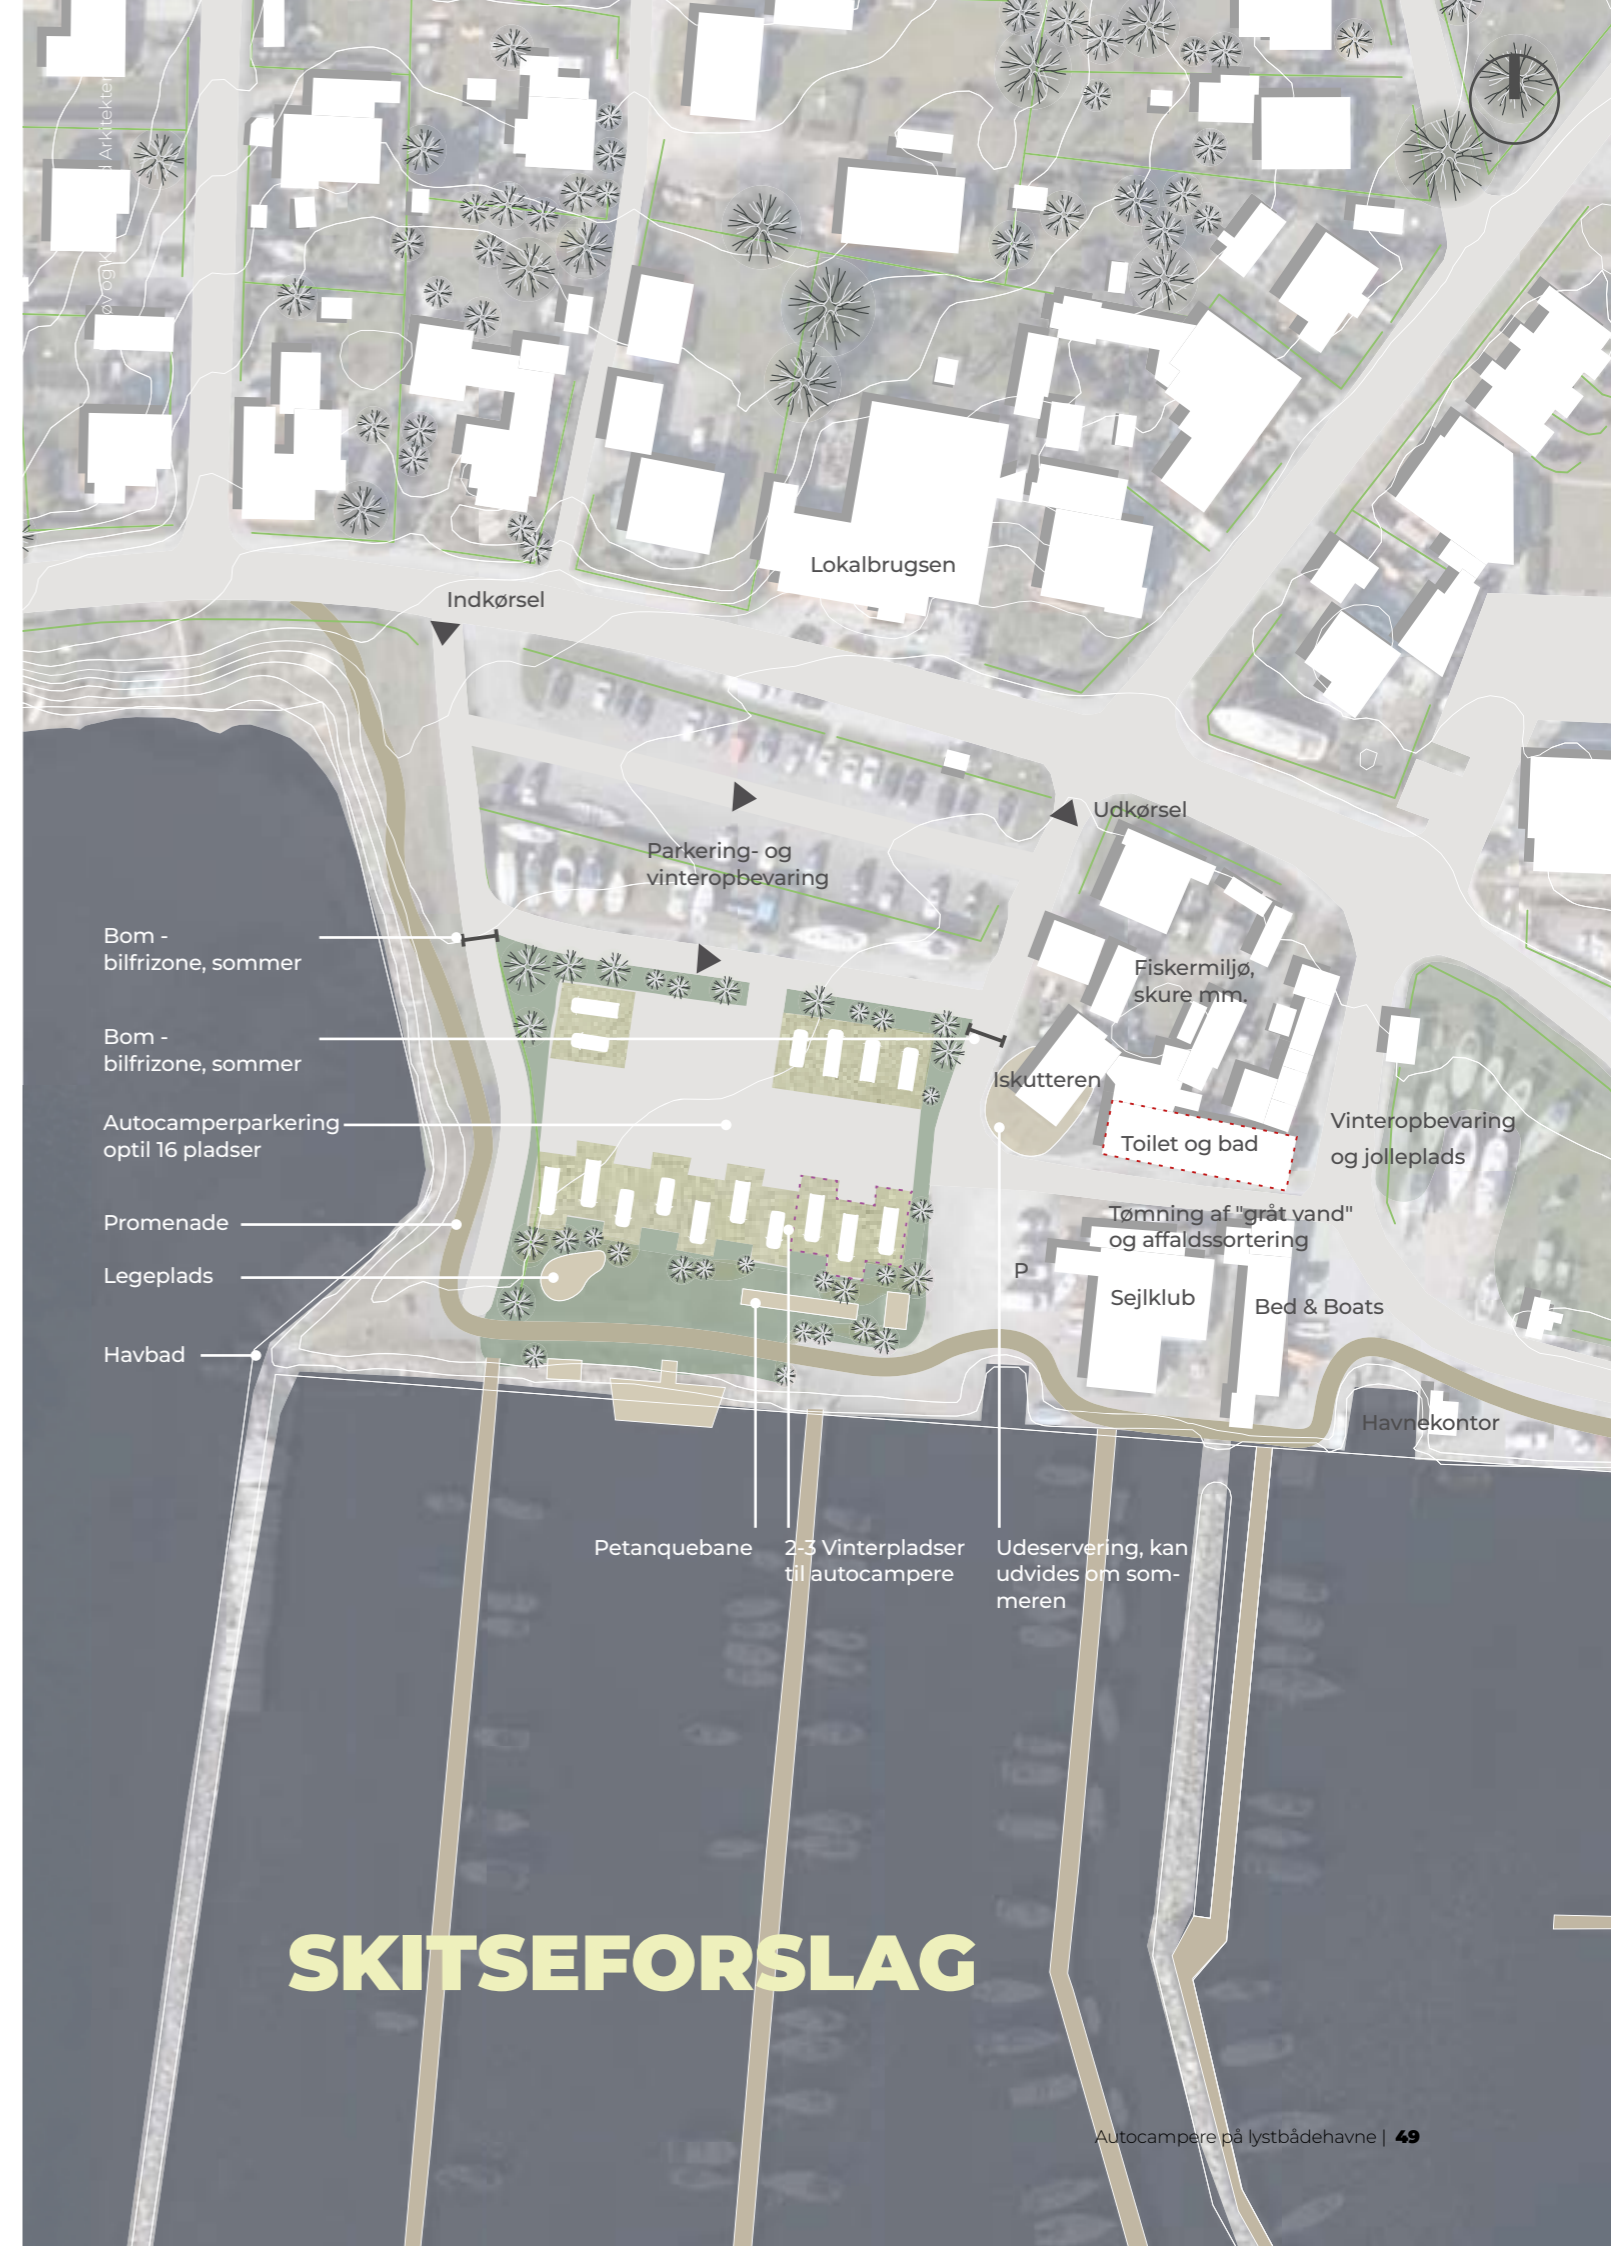 Lokalbrugsen
Indkørsel
Udkørsel
Parkering- og
vinteropbevaring
Bom -
bilfrizone, sommer
Fiskermiljø,
skure mm.
Bom -
bilfrizone, sommer
Iskutteren
Autocamperparkering
optil 16 pladser
Toilet og bad
Vinteropbevaring
og jolleplads
Promenade
Tømning af "gråt vand"
og affaldssortering
Legeplads
P
Sejlklub
Bed & Boats
Havbad
Havnekontor
Petanquebane
2-3 Vinterpladser
til autocampere
Udeservering, kan
udvides om som-
meren
SKITSEFORSLAG
Autocampere på lystbådehavne | 49